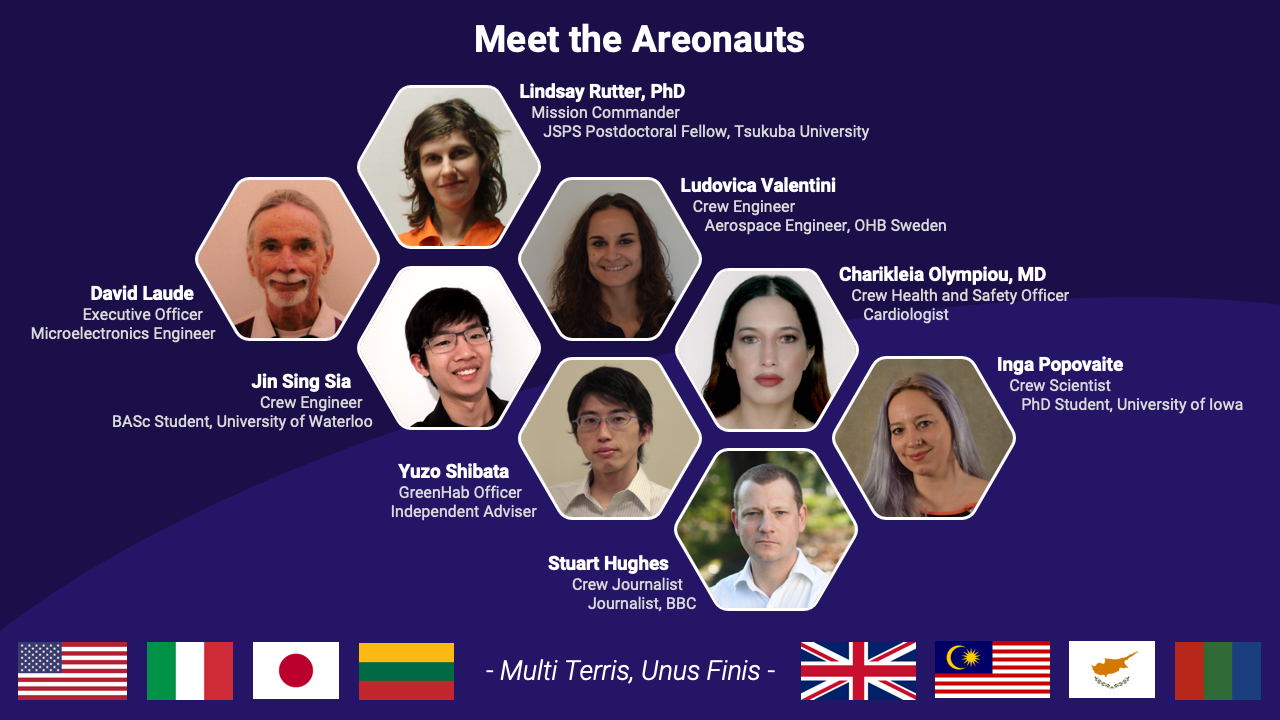 Meet the Areonauts
Lindsay Rutter, PhD
Mission Commander
JSPS Postdoctoral Fellow, Tsukuba University
Ludovica Valentini
Crew Engineer
Aerospace Engineer, OHB Sweden
David Laude
Executive Officer
Microelectronics Engineer
Charikleia Olympiou, MD
Crew Health and Safety Officer
Cardiologist
Jin Sing Sia
Crew Engineer
BASc Student, University of Waterloo
Inga Popovaite
Crew Scientist
PhD Student, University of Iowa
Yuzo Shibata
GreenHab Officer
Independent Adviser
Stuart Hughes
Crew Journalist
Journalist, BBC
- Multi Terris, Unus Finis -